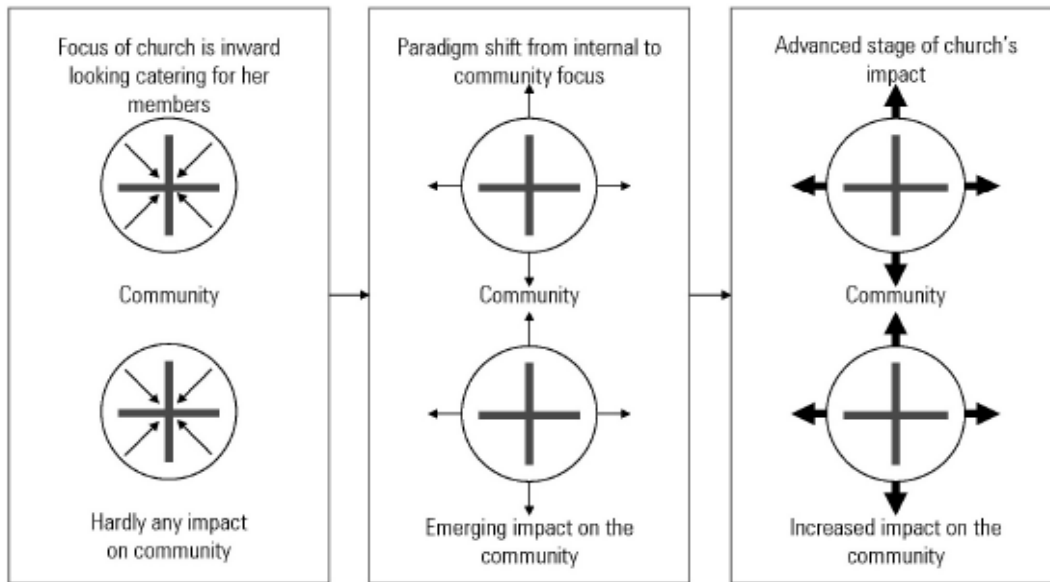 Focus of church is inward
looking catering for her
members
Community
Hardly any impact
on community
Paradigm shift from internal to
community focus
Community
Emerging impact on the
community
Advanced stage of church's
impact
Community
Increased impact on the
community